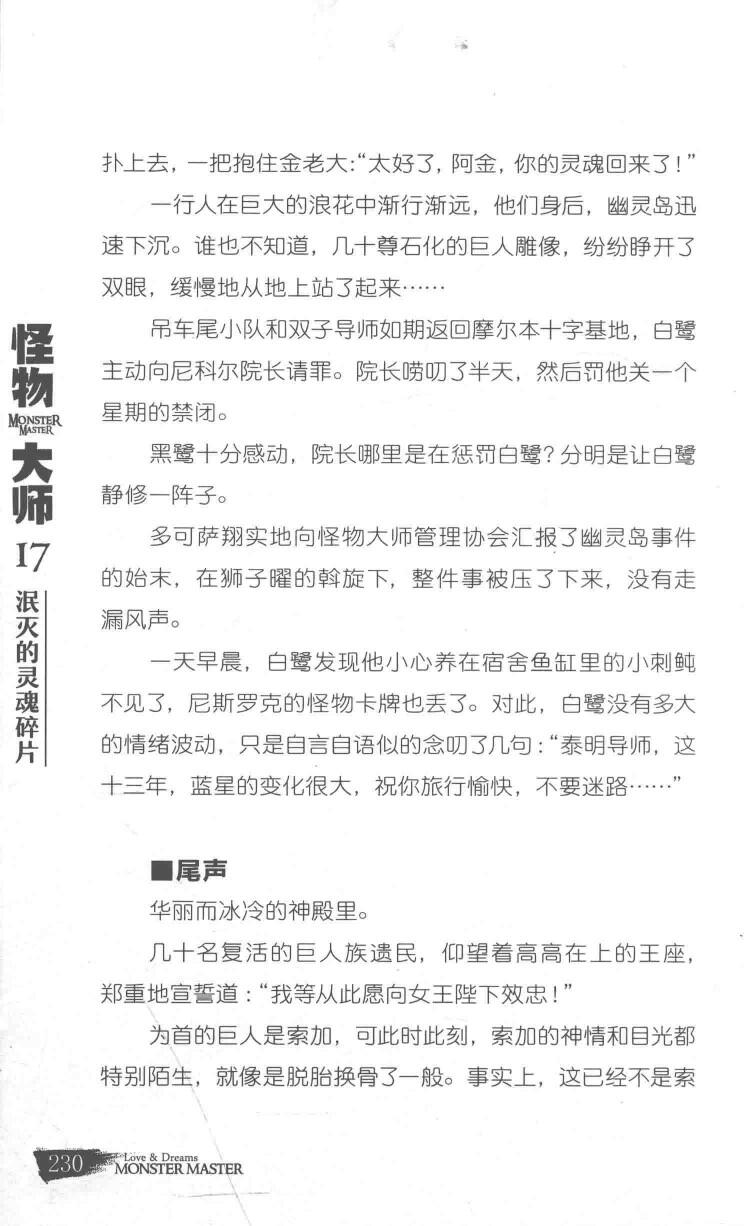 扑上去，一把抱住金老大：“太好了，阿金，你的灵魂回来了！”
一行人在巨大的浪花中渐行渐远，他们身后，幽灵岛迅
速下沉。谁也不知道，几十尊石化的巨人雕像，纷纷睁开了
双眼，缓慢地从地上站了起来……
吊车尾小队和双子导师如期返回摩尔本十字基地，白鹭
主动向尼科尔院长请罪。院长唠叨了半天，然后罚他关一个
星期的禁闭。
黑鹭十分感动，院长哪里是在惩罚白鹭？分明是让白鹭
静修一阵子。
多可萨翔实地向怪物大师管理协会汇报了幽灵岛事件
的始末，在狮子曜的斡旋下，整件事被压了下来，没有走
漏风声。
一天早晨，白鹭发现他小心养在宿舍鱼缸里的小刺鲀
不见了，尼斯罗克的怪物卡牌也丢了。对此，白鹭没有多大
的情绪波动，只是自言自语似的念叨了几句：“泰明导师，这
十三年，蓝星的变化很大，祝你旅行愉快，不要迷路……”
■尾声
华丽而冰冷的神殿里。
几十名复活的巨人族遗民，仰望着高高在上的王座，
郑重地宣誓道：“我等从此愿向女王陛下效忠！”
为首的巨人是索加，可此时此刻，索加的神情和目光都
特别陌生，就像是脱胎换骨了一般。事实上，这已经不是索
怪物
MONSTER
MASTER
大师
17
泯灭的灵魂碎片
230
Love & Dreams
MONSTER MASTER